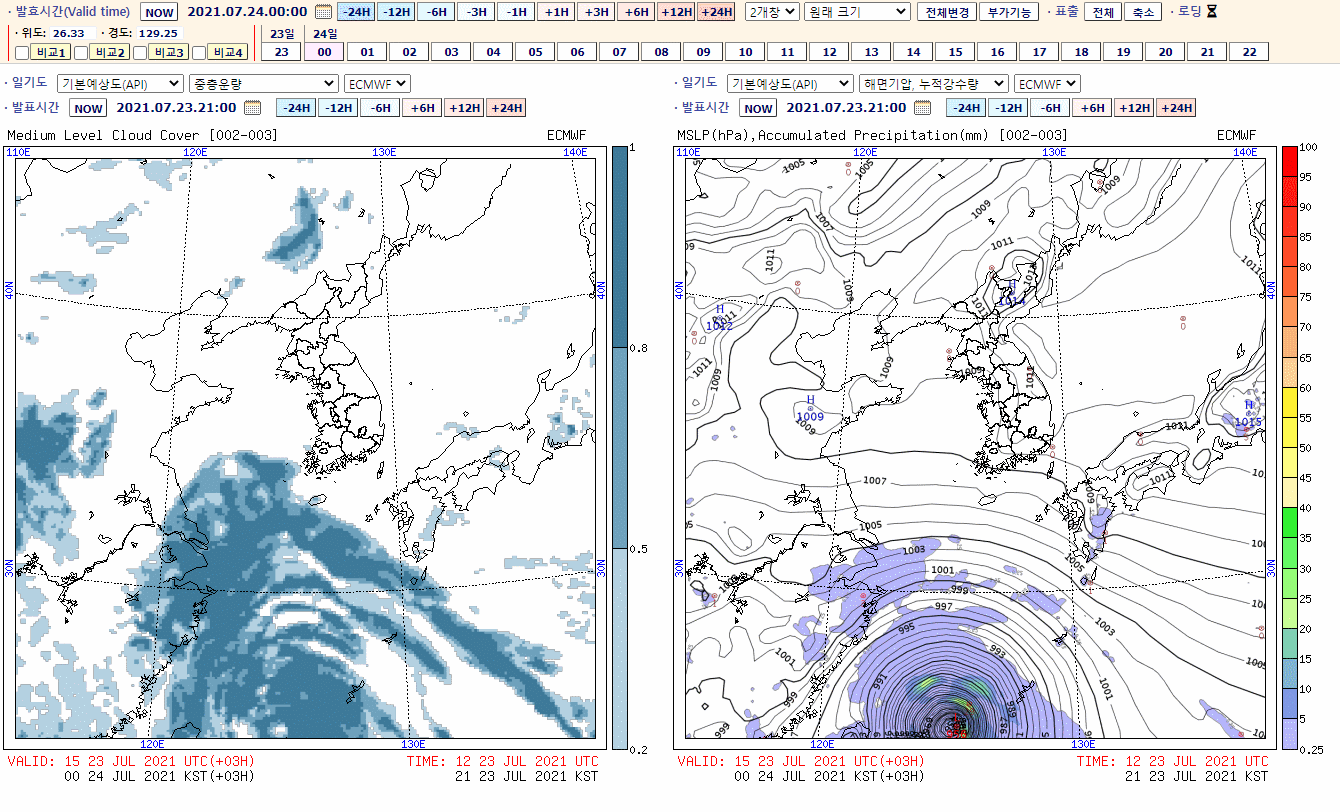 · 발효시간(Valid time) NOW 2021.07.24.00:00 -24H -12H -6H -3H -1H +1H +3H +6H +12H +24H 2개창 원래 크기 전체변경 부가기능 · 표출 전체 축소 · 로딩
· 위도: 26.33 · 경도: 129.25 23일 24일
비교1 비교2 비교3 비교4 23 00 01 02 03 04 05 06 07 08 09 10 11 12 13 14 15 16 17 18 19 20 21 22
· 일기도 기본예상도(API) 중층운량 ECMWF
· 발표시간 NOW 2021.07.23.21:00 -24H -12H -6H +6H +12H +24H
Medium Level Cloud Cover [002-003] ECMWF
110E 120E 130E 140E
40N 40N
30N 30N
120E 130E
1
0.8
0.5
0.2
VALID: 15 23 JUL 2021 UTC(+03H) TIME: 12 23 JUL 2021 UTC
00 24 JUL 2021 KST(+03H) 21 23 JUL 2021 KST
· 일기도 기본예상도(API) 해면기압, 누적강수량 ECMWF
· 발표시간 NOW 2021.07.23.21:00 -24H -12H -6H +6H +12H +24H
MSLP(hPa),Accumulated Precipitation(mm) [002-003] ECMWF
110E 120E 130E 140E
1005 1005 1009
1007 1009
1011 1011 1011
1009
H 1014
H 1012
1011
1011 1009 1009 1009 1011
H 1009
1009
H 1015
1011
1011
1007
1005
1003
1001 1005
999
997
995 1003
1001 993
991 1001
999 989
999 987
40N 40N
30N 30N
120E 130E
100
95
90
85
80
75
70
65
60
55
50
45
40
35
30
25
20
15
10
5
0.25
VALID: 15 23 JUL 2021 UTC(+03H) TIME: 12 23 JUL 2021 UTC
00 24 JUL 2021 KST(+03H) 21 23 JUL 2021 KST